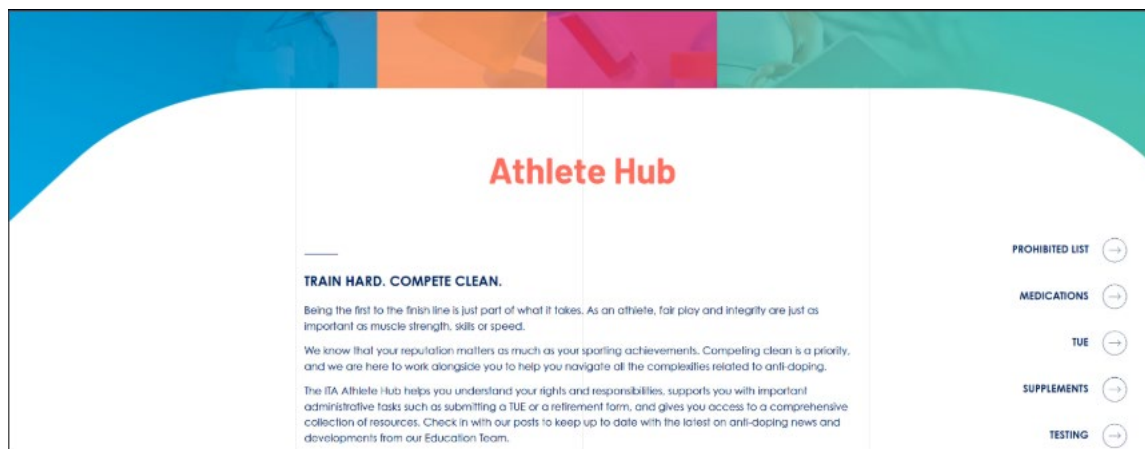 Athlete Hub
TRAIN HARD. COMPETE CLEAN.
Being the first to the finish line is just part of what it takes. As an athlete, fair play and integrity are just as
important as muscle strength, skills or speed.
We know that your reputation matters as much as your sporting achievements. Competing clean is a priority,
and we are here to work alongside you to help you navigate all the complexities related to anti-doping.
The ITA Athlete Hub helps you understand your rights and responsibilities, supports you with important
administrative tasks such as submitting a TUE or a retirement form, and gives you access to a comprehensive
collection of resources. Check in with our posts to keep up to date with the latest on anti-doping news and
developments from our Education Team.
PROHIBITED LIST
MEDICATIONS
TUE
SUPPLEMENTS
TESTING